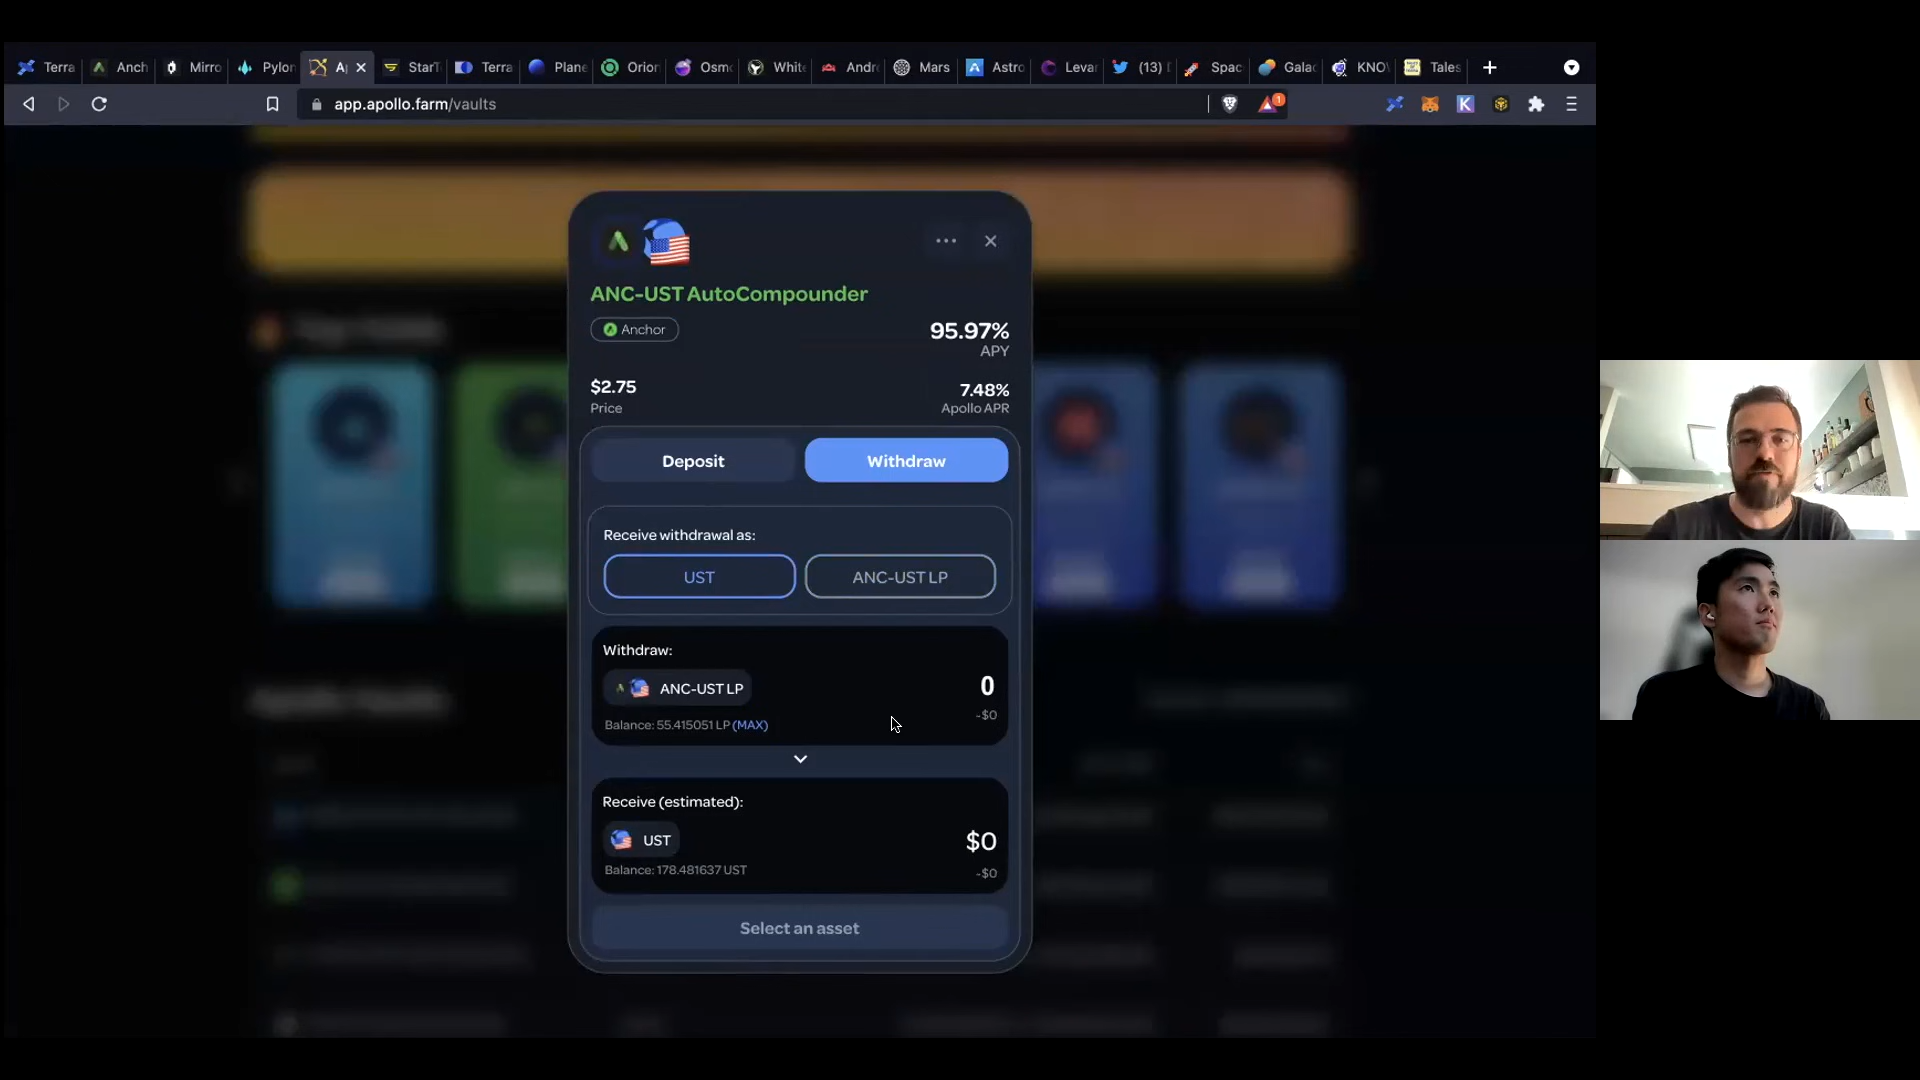 Terra
Anch
Mirro
Pylon
A
StarT
Terra
Plane
Orion
Osmo
White
Andro
Mars
Astro
Levan
(13)
Spac
Galac
KNO
Tales
app.apollo.farm/vaults
1
ANC-UST AutoCompounder
Anchor
95.97%
APY
$2.75
Price
7.48%
Apollo APR
Deposit
Withdraw
Receive withdrawal as:
UST
ANC-UST LP
Withdraw:
ANC-UST LP
0
Balance: 55.415051 LP (MAX)
~$0
Receive (estimated):
UST
$0
Balance: 178.481637 UST
~$0
Select an asset